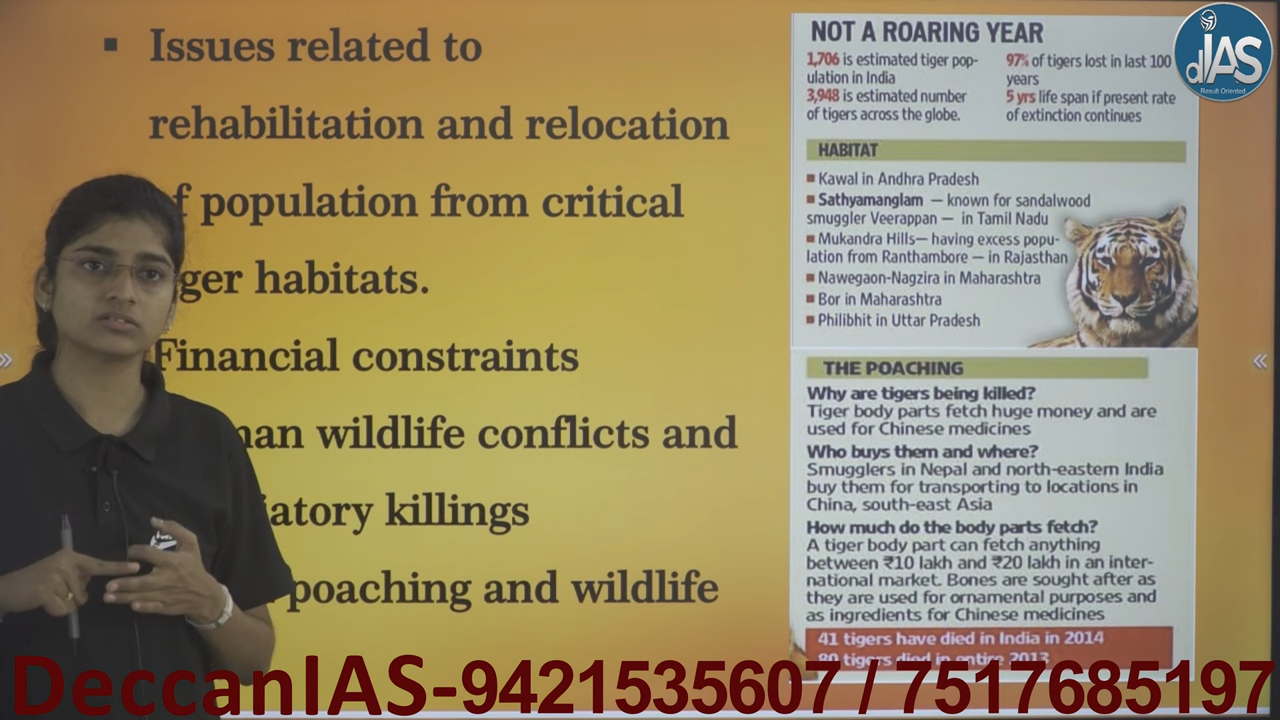 ▪ Issues related to
rehabilitation and relocation
of population from critical
ger habitats.
Financial constraints
man wildlife conflicts and
iatory killings
poaching and wildlife
NOT A ROARING YEAR
1,706 is estimated tiger pop-
ulation in India
3,948 is estimated number
of tigers across the globe.
97% of tigers lost in last 100
years
5 yrs life span if present rate
of extinction continues
HABITAT
▪ Kawal in Andhra Pradesh
▪ Sathyamanglam — known for sandalwood
smuggler Veerappan — in Tamil Nadu
▪ Mukandra Hills— having excess popu-
lation from Ranthambore — in Rajasthan
▪ Nawegaon-Nagzira in Maharashtra
▪ Bor in Maharashtra
▪ Philibhit in Uttar Pradesh
THE POACHING
Why are tigers being killed?
Tiger body parts fetch huge money and are
used for Chinese medicines
Who buys them and where?
Smugglers in Nepal and north-eastern India
buy them for transporting to locations in
China, south-east Asia
How much do the body parts fetch?
A tiger body part can fetch anything
between ₹10 lakh and ₹20 lakh in an inter-
national market. Bones are sought after as
they are used for ornamental purposes and
as ingredients for Chinese medicines
41 tigers have died in India in 2014
80 tigers died in entire 2013
dIAS
Result Oriented
DeccanIAS-9421535607 / 7517685197